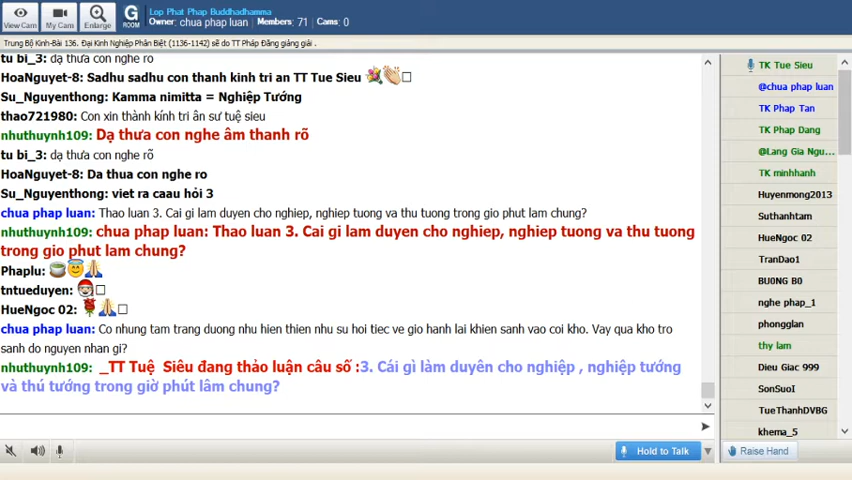 Lop Phat Phap Buddhadhamma
Owner: chua phap luan  Members: 71  Cams: 0
View Cam  My Cam  Enlarge  G ROOM
Trung Bộ Kinh-Bài 136. Đại Kinh Nghiệp Phân Biệt (1136-1142) sẽ do TT Pháp Đăng giảng giải .
tu bi_3: dạ thưa con nghe rõ
HoaNguyet-8: Sadhu sadhu con thanh kinh tri an TT Tue Sieu
Su_Nguyenthong: Kamma nimitta = Nghiệp Tướng
thao721980: Con xin thành kính tri ân sư tuệ sieu
nhuthuynh109: Dạ thưa con nghe âm thanh rõ
tu bi_3: dạ thưa con nghe rõ
HoaNguyet-8: Da thua con nghe ro
Su_Nguyenthong: viet ra caau hỏi 3
chua phap luan: Thao luan 3. Cai gi lam duyen cho nghiep, nghiep tuong va thu tuong trong gio phut lam chung?
nhuthuynh109: chua phap luan: Thao luan 3. Cai gi lam duyen cho nghiep, nghiep tuong va thu tuong
trong gio phut lam chung?
Phaplu:
tntueduyen:
HueNgoc 02:
chua phap luan: Co nhung tam trang duong nhu hien thien nhu su hoi tiec ve gio hanh lai khien sanh vao coi kho. Vay qua kho tro
sanh do nguyen nhan gi?
nhuthuynh109: _TT Tuệ Siêu đang thảo luận câu số :3. Cái gì làm duyên cho nghiệp , nghiệp tướng
và thú tướng trong giờ phút lâm chung?
Hold to Talk
TK Tue Sieu
@chua phap luan
TK Phap Tan
TK Phap Dang
@Lang Gia Ngu...
TK minhhanh
Huyenmong2013
Suthanhtam
HueNgoc 02
TranDao1
BU0NG B0
nghe phap_1
phongglan
thy lam
Dieu Giac 999
SonSuoI
TueThanhDVBG
khema_5
Raise Hand